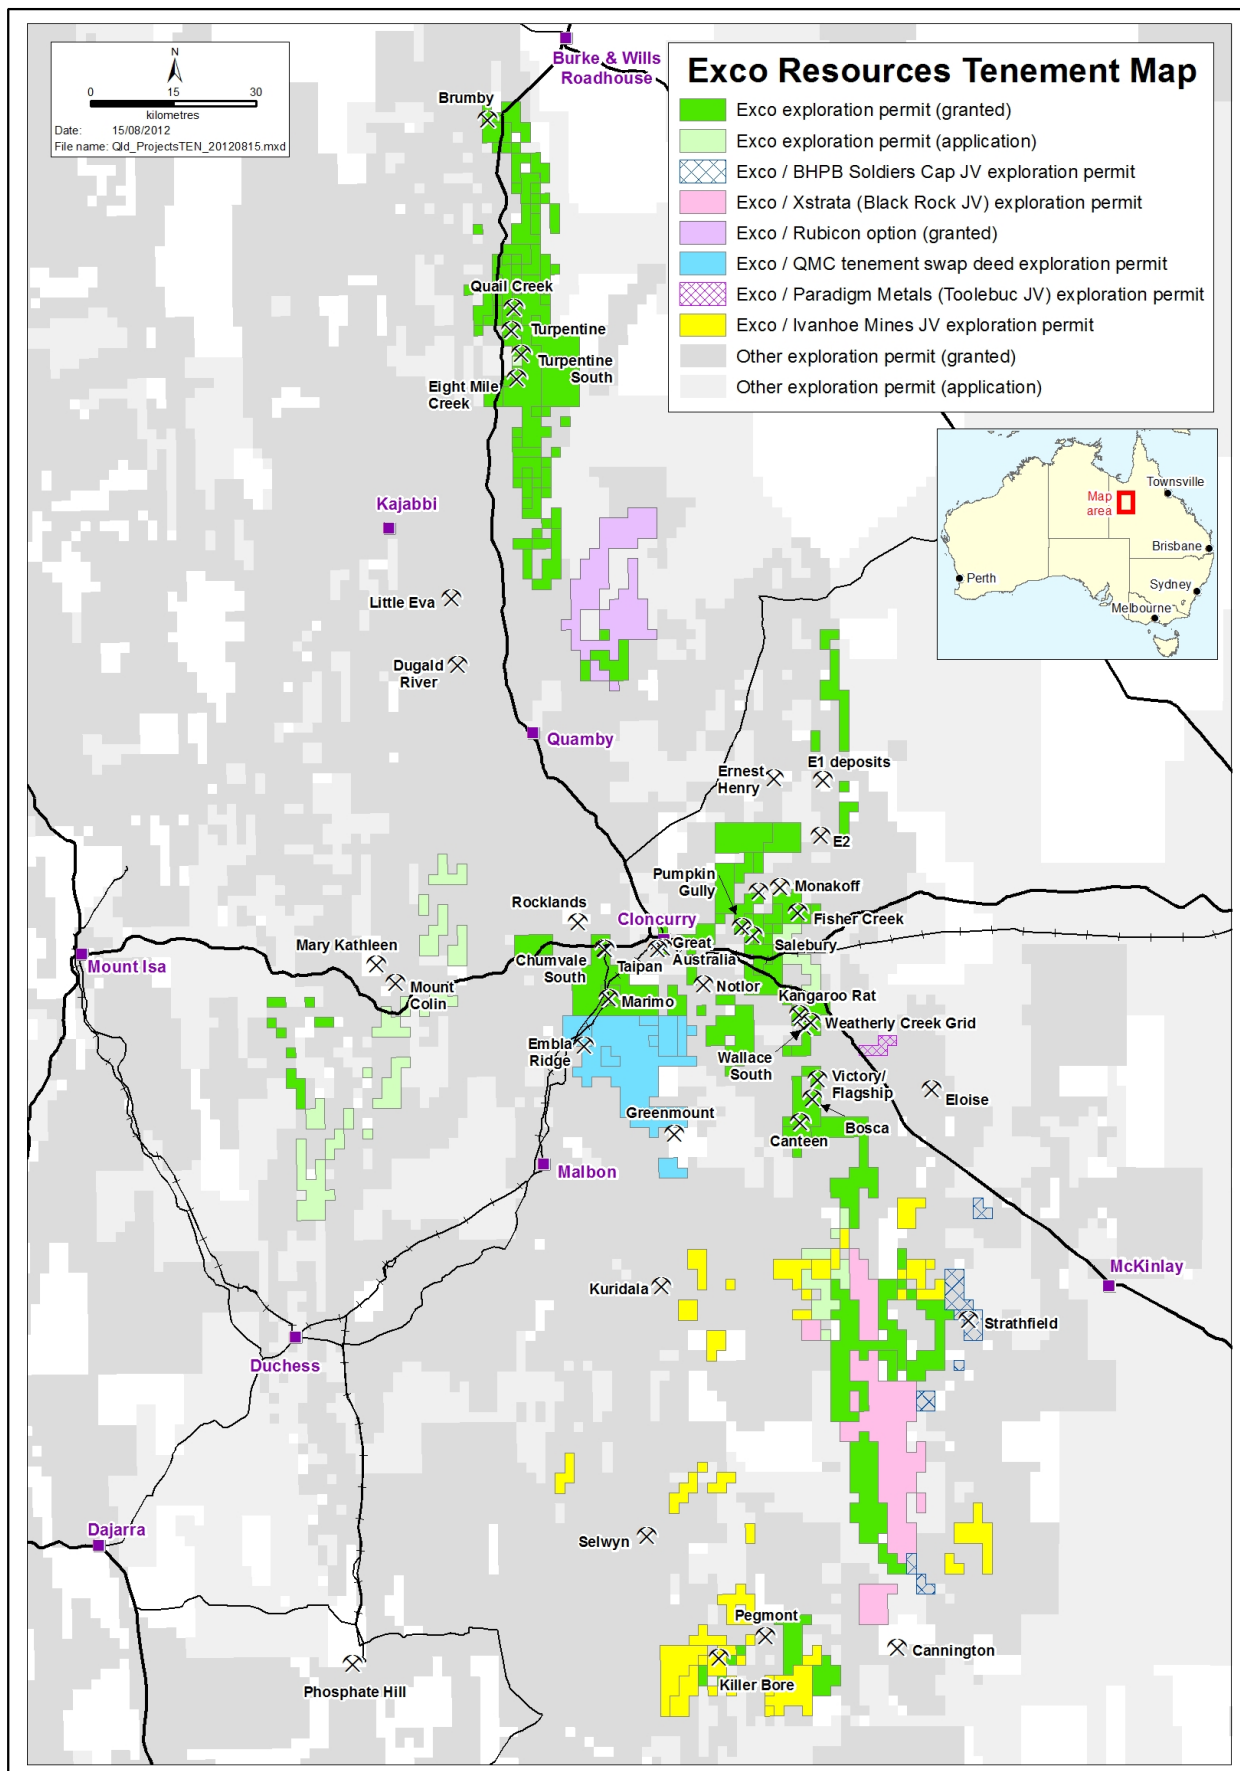 N
0 15 30
kilometres
Date: 15/08/2012
File name: Qld_ProjectsTEN_20120815.mxd
Exco Resources Tenement Map
Exco exploration permit (granted)
Exco exploration permit (application)
Exco / BHPB Soldiers Cap JV exploration permit
Exco / Xstrata (Black Rock JV) exploration permit
Exco / Rubicon option (granted)
Exco / QMC tenement swap deed exploration permit
Exco / Paradigm Metals (Toolebuc JV) exploration permit
Exco / Ivanhoe Mines JV exploration permit
Other exploration permit (granted)
Other exploration permit (application)
Map
area
Townsville
Brisbane
Perth
Sydney
Melbourne
Burke & Wills
Roadhouse
Brumby
Quail Creek
Turpentine
Turpentine
South
Eight Mile
Creek
Kajabbi
Little Eva
Dugald
River
Quamby
Ernest
Henry
E1 deposits
E2
Pumpkin
Gully
Monakoff
Rocklands
Cloncurry
Fisher Creek
Mary Kathleen
Mount Isa
Chumvale
South
Taipan
Great
Australia
Salebury
Mount
Colin
Marimo
Notlor
Kangaroo Rat
Weatherly Creek Grid
Embla
Ridge
Wallace
South
Victory/
Flagship
Eloise
Greenmount
Canteen
Bosca
Malbon
McKinlay
Kuridala
Strathfield
Duchess
Dajarra
Selwyn
Pegmont
Cannington
Killer Bore
Phosphate Hill